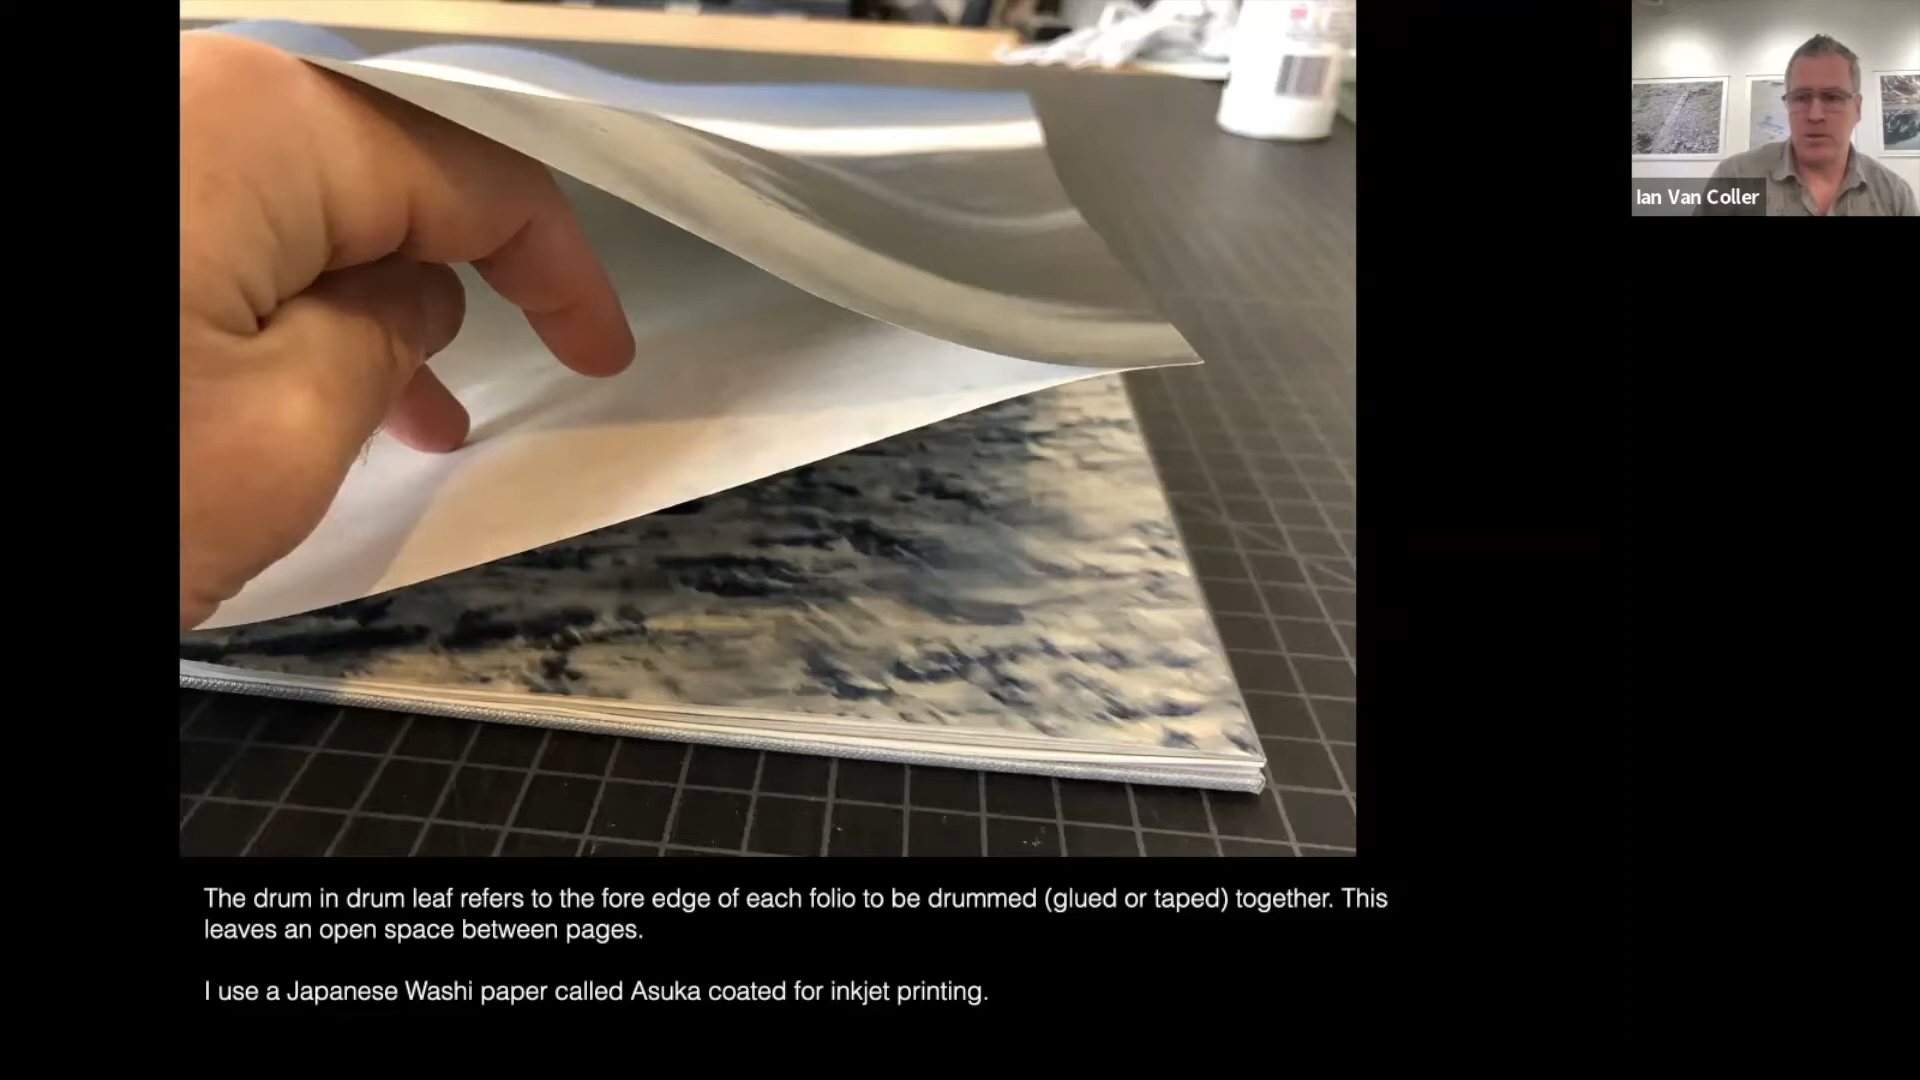 Ian Van Coller
The drum in drum leaf refers to the fore edge of each folio to be drummed (glued or taped) together. This
leaves an open space between pages.
I use a Japanese Washi paper called Asuka coated for inkjet printing.